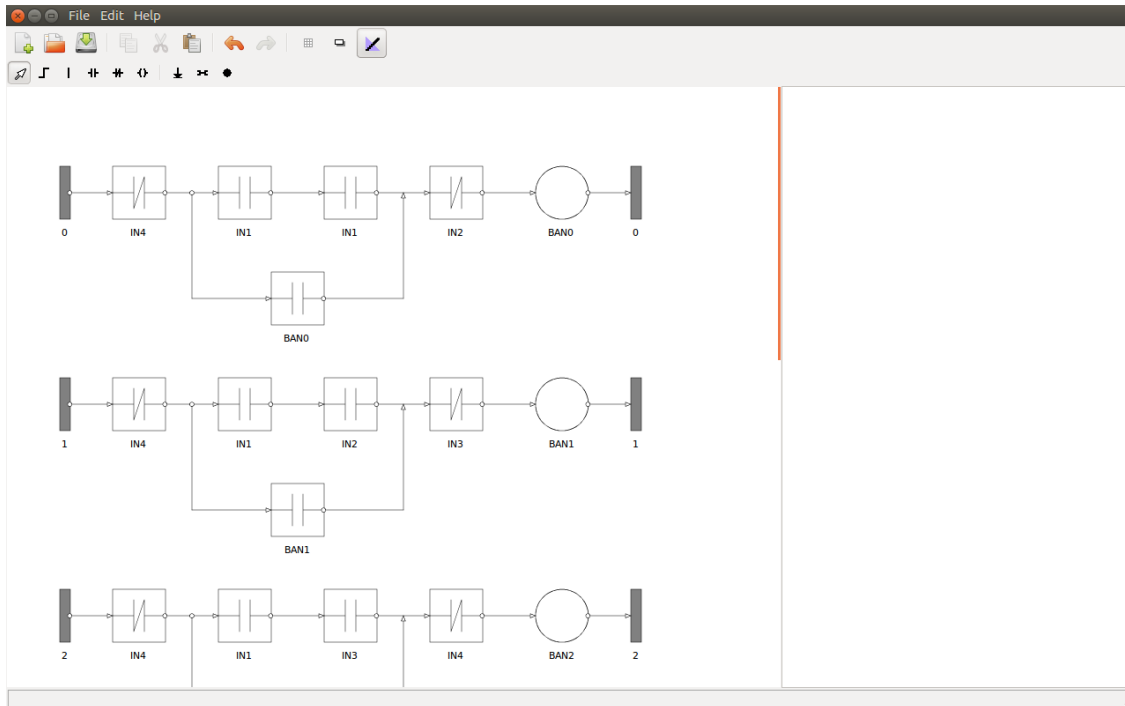 File Edit Help
0 IN4 IN1 IN1 IN2 BAN0 0
BAN0
1 IN4 IN1 IN2 IN3 BAN1 1
BAN1
2 IN4 IN1 IN3 IN4 BAN2 2